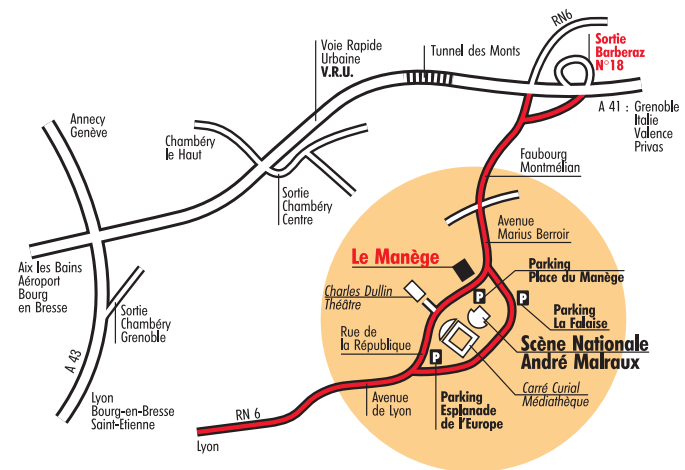 RN6
Sortie
Barberaz
N°18
Voie Rapide
Urbaine
V.R.U.
Tunnel des Monts
A 41 : Grenoble
Italie
Valence
Privas
Annecy
Genève
Chambéry
le Haut
Faubourg
Montmélian
Sortie
Chambéry
Centre
Avenue
Marius Berroir
Aix les Bains
Aéroport
Bourg
en Bresse
Le Manège
Parking
Place du Manège
P
Charles Dullin
Théâtre
P
Parking
La Falaise
Sortie
Chambéry
Grenoble
Rue de
la République
Scène Nationale
André Malraux
P
A 43
Carré Curial
Médiathèque
Lyon
Bourg-en-Bresse
Saint-Etienne
RN 6
Avenue
de Lyon
Parking
Esplanade
de l'Europe
Lyon